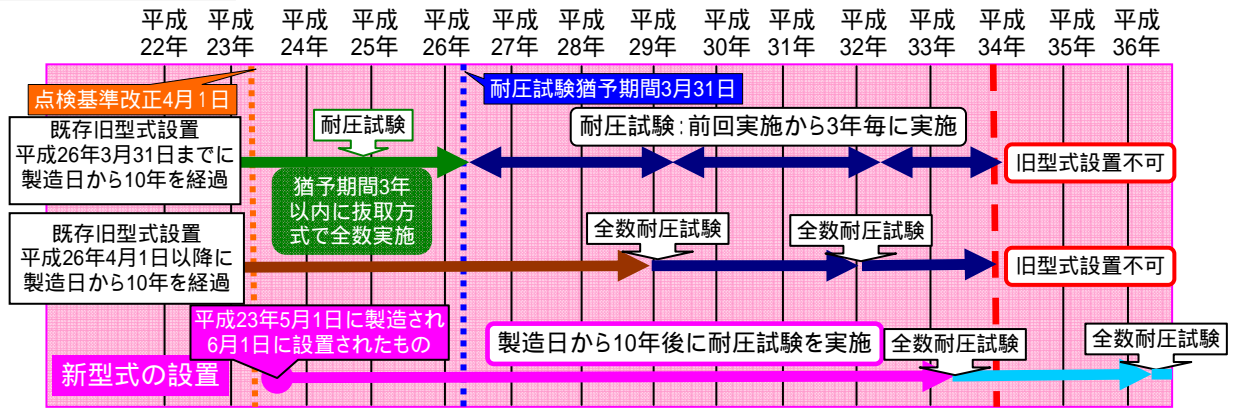 平成22年
平成23年
平成24年
平成25年
平成26年
平成27年
平成28年
平成29年
平成30年
平成31年
平成32年
平成33年
平成34年
平成35年
平成36年
点検基準改正4月1日
耐圧試験猶予期間3月31日
既存旧型式設置
平成26年3月31日までに
製造日から10年を経過
耐圧試験
耐圧試験：前回実施から3年毎に実施
旧型式設置不可
猶予期間3年
以内に抜取方
式で全数実施
既存旧型式設置
平成26年4月1日以降に
製造日から10年を経過
全数耐圧試験
全数耐圧試験
旧型式設置不可
平成23年5月1日に製造され
6月1日に設置されたもの
製造日から10年後に耐圧試験を実施
全数耐圧試験
全数耐圧試験
新型式の設置